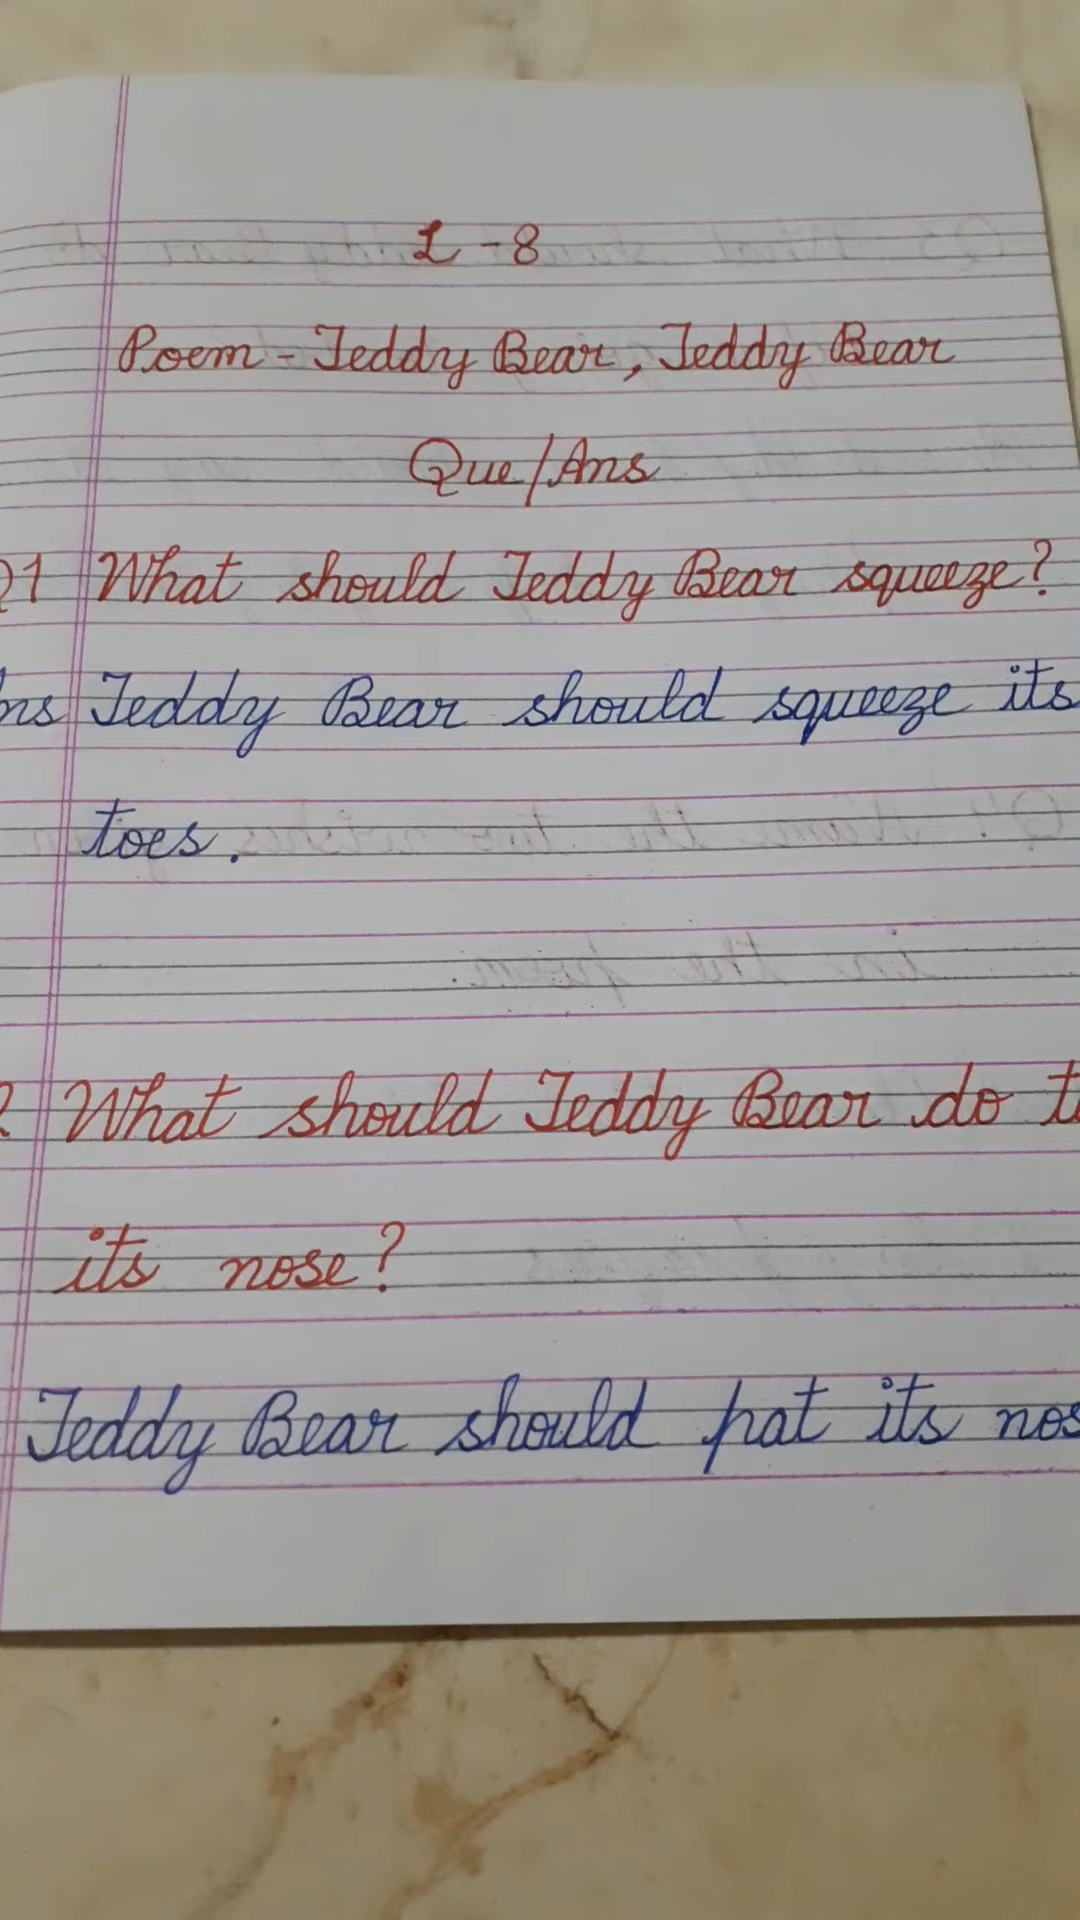 L - 8
Poem - Teddy Bear, Teddy Bear
Que/Ans
Q1 What should Teddy Bear squeeze?
Ans Teddy Bear should squeeze its
toes.
What should Teddy Bear do
its nose?
Teddy Bear should pat its